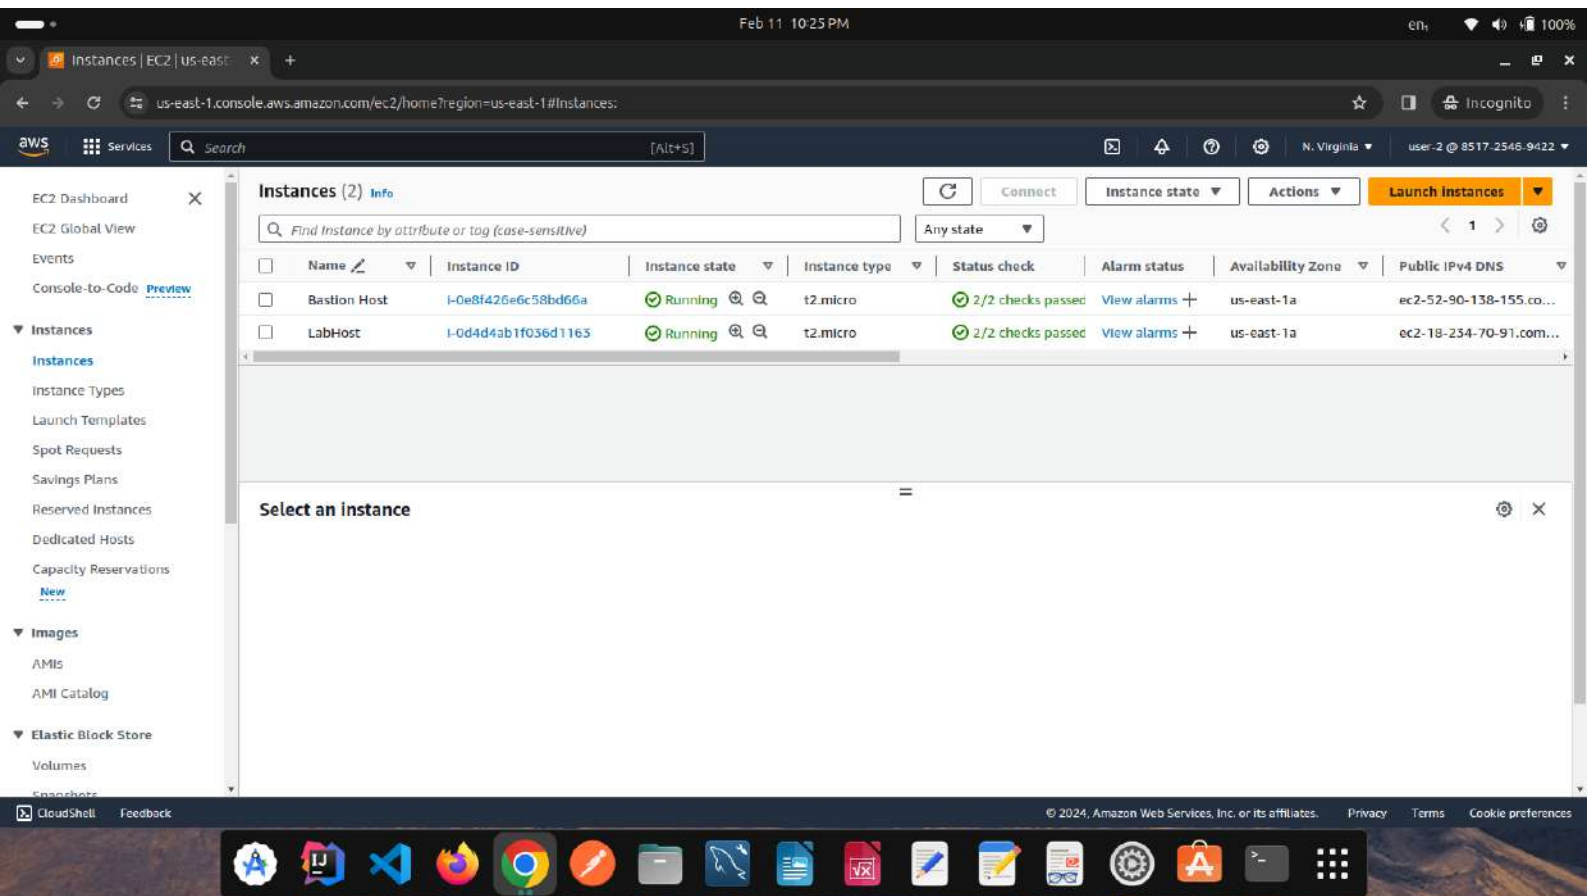 Feb 11 10:25 PM
en₁ 100%
Instances | EC2 | us-east
us-east-1.console.aws.amazon.com/ec2/home?region=us-east-1#Instances:
Incognito
aws Services Search [Alt+S] N. Virginia user-2 @ 8517-2546-9422
EC2 Dashboard
EC2 Global View
Events
Console-to-Code Preview
Instances
Instances
Instance Types
Launch Templates
Spot Requests
Savings Plans
Reserved Instances
Dedicated Hosts
Capacity Reservations
New
Images
AMIs
AMI Catalog
Elastic Block Store
Volumes
Snapshots
Instances (2) Info Connect Instance state Actions Launch instances
Find Instance by attribute or tag (case-sensitive) Any state 1
Name Instance ID Instance state Instance type Status check Alarm status Availability Zone Public IPv4 DNS
Bastion Host i-0e8f426e6c58bd66a Running t2.micro 2/2 checks passed View alarms us-east-1a ec2-52-90-138-155.co...
LabHost i-0d4d4ab1f036d1163 Running t2.micro 2/2 checks passed View alarms us-east-1a ec2-18-234-70-91.com...
Select an instance
CloudShell Feedback © 2024, Amazon Web Services, Inc. or its affiliates. Privacy Terms Cookie preferences